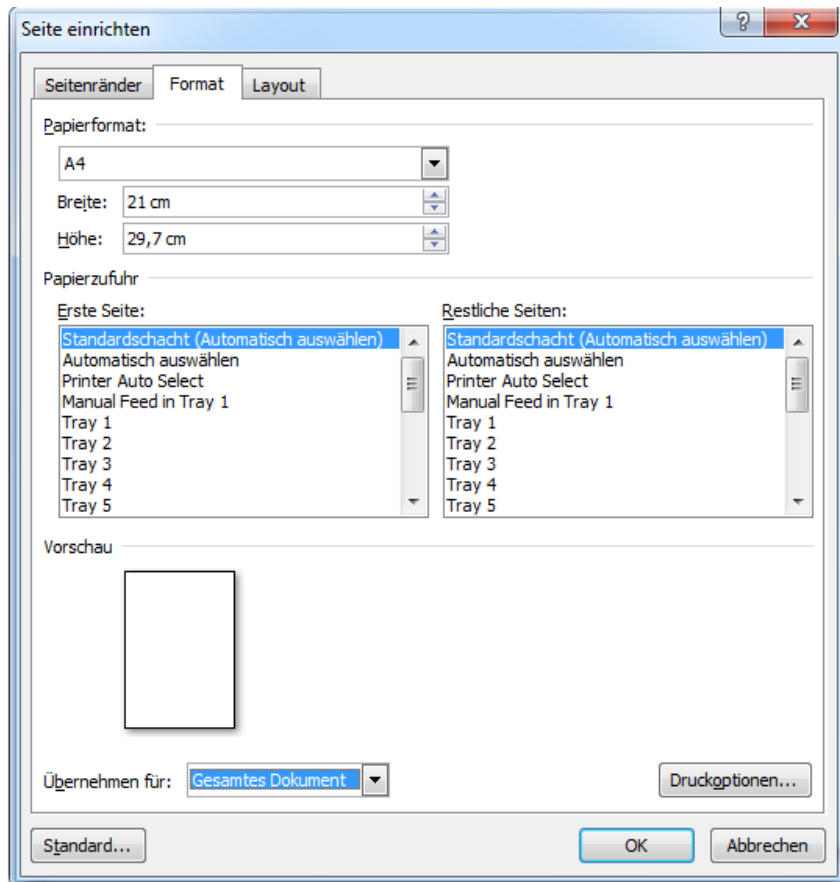 Seite einrichten
Seitenränder Format Layout
Papierformat:
A4
Breite: 21 cm
Höhe: 29,7 cm
Papierzufuhr
Erste Seite:
Standardschacht (Automatisch auswählen)
Automatisch auswählen
Printer Auto Select
Manual Feed in Tray 1
Tray 1
Tray 2
Tray 3
Tray 4
Tray 5
Restliche Seiten:
Standardschacht (Automatisch auswählen)
Automatisch auswählen
Printer Auto Select
Manual Feed in Tray 1
Tray 1
Tray 2
Tray 3
Tray 4
Tray 5
Vorschau
Übernehmen für: Gesamtes Dokument
Druckoptionen...
Standard... OK Abbrechen